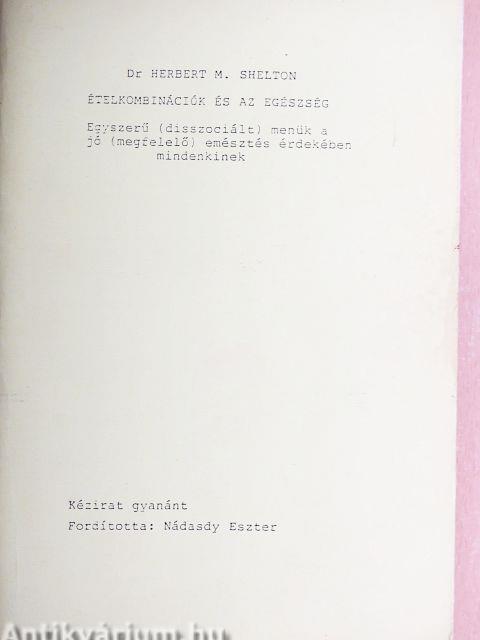 Dr HERBERT M. SHELTON
ÉTELKOMBINÁCIÓK ÉS AZ EGÉSZSÉG
Egyszerű (disszociált) menük a
jó (megfelelő) emésztés érdekében
mindenkinek
Kézirat gyanánt
Fordította: Nádasdy Eszter
Antikvárium.hu